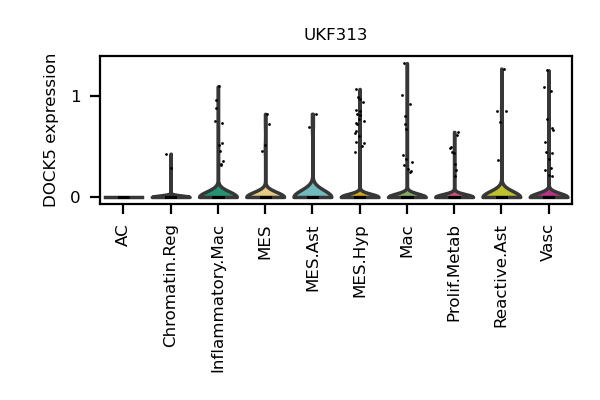 UKF313
DOCK5 expression
1
0
AC
Chromatin.Reg
Inflammatory.Mac
MES
MES.Ast
MES.Hyp
Mac
Prolif.Metab
Reactive.Ast
Vasc